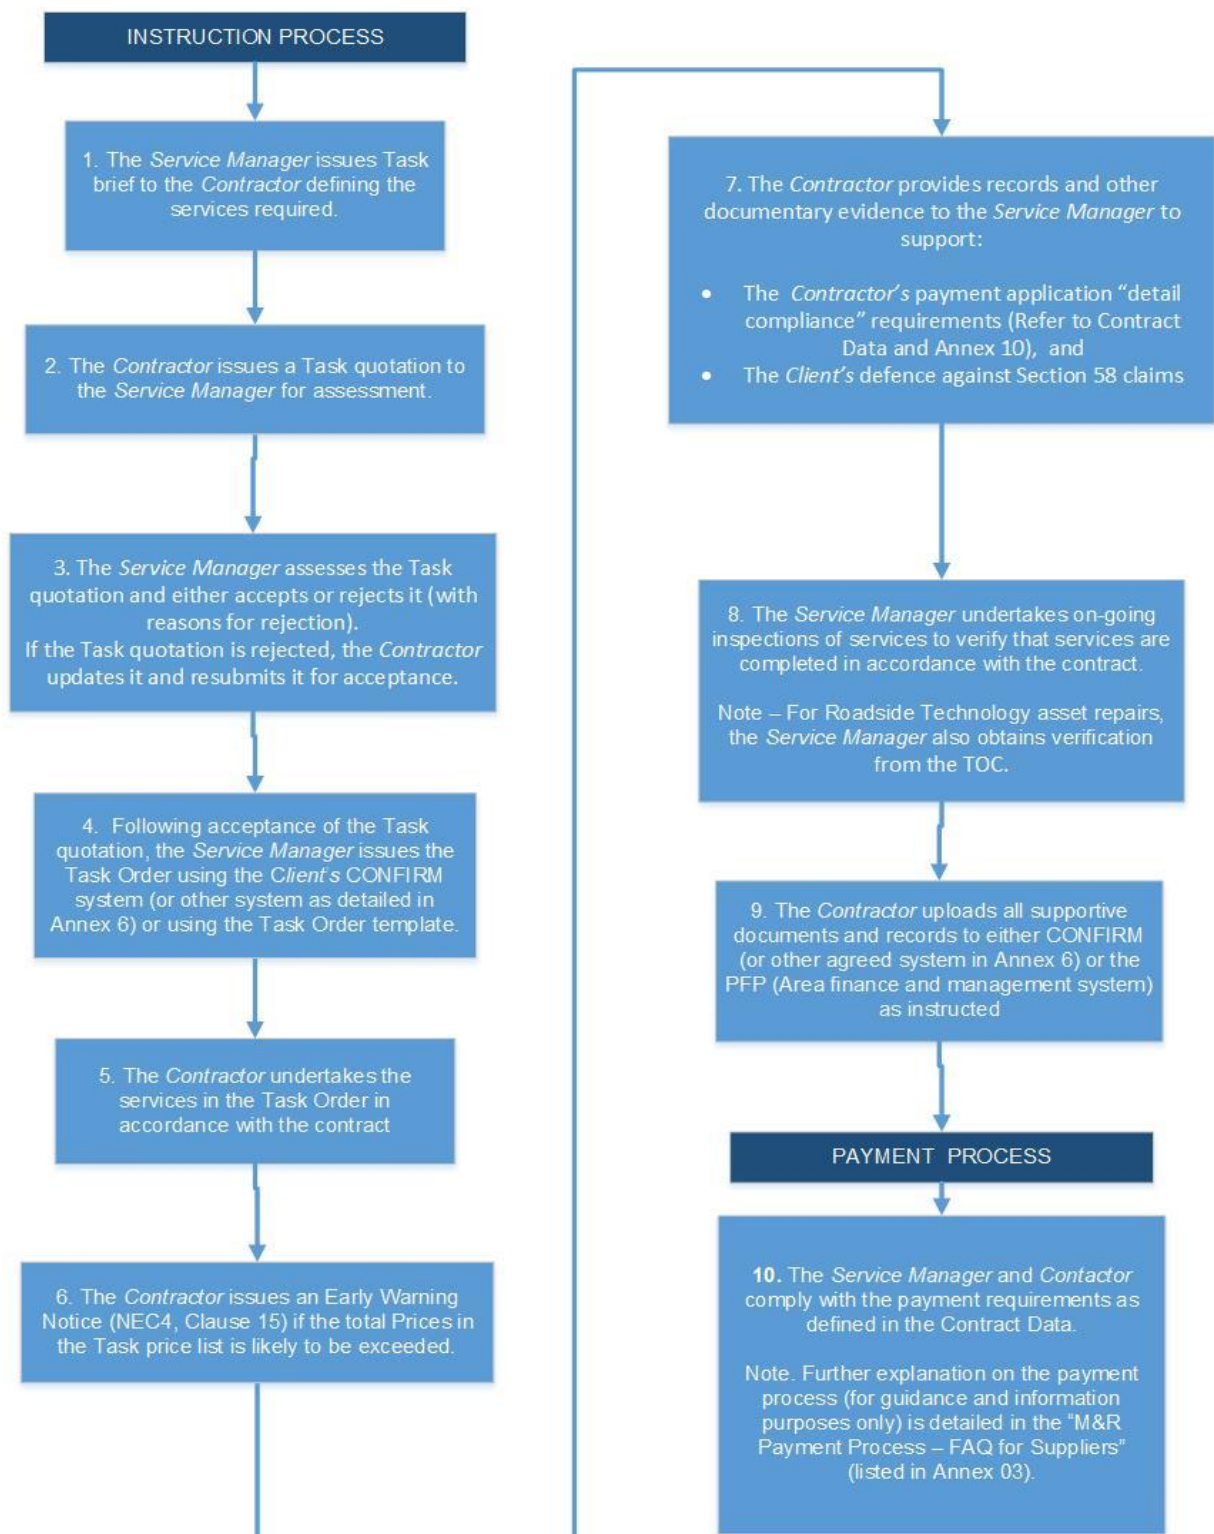 INSTRUCTION PROCESS
1. The Service Manager issues Task
brief to the Contractor defining the
services required.
2. The Contractor issues a Task quotation to
the Service Manager for assessment.
3. The Service Manager assesses the Task
quotation and either accepts or rejects it (with
reasons for rejection).
If the Task quotation is rejected, the Contractor
updates it and resubmits it for acceptance.
4. Following acceptance of the Task
quotation, the Service Manager issues the
Task Order using the Client's CONFIRM
system (or other system as detailed in
Annex 6) or using the Task Order template.
5. The Contractor undertakes the
services in the Task Order in
accordance with the contract
6. The Contractor issues an Early Warning
Notice (NEC4, Clause 15) if the total Prices in
the Task price list is likely to be exceeded.
7. The Contractor provides records and other
documentary evidence to the Service Manager to
support:
• The Contractor's payment application “detail
compliance” requirements (Refer to Contract
Data and Annex 10), and
• The Client's defence against Section 58 claims
8. The Service Manager undertakes on-going
inspections of services to verify that services are
completed in accordance with the contract.
Note – For Roadside Technology asset repairs,
the Service Manager also obtains verification
from the TOC.
9. The Contractor uploads all supportive
documents and records to either CONFIRM
(or other agreed system in Annex 6) or the
PFP (Area finance and management system)
as instructed
PAYMENT PROCESS
10. The Service Manager and Contactor
comply with the payment requirements as
defined in the Contract Data.
Note. Further explanation on the payment
process (for guidance and information
purposes only) is detailed in the “M&R
Payment Process – FAQ for Suppliers”
(listed in Annex 03).